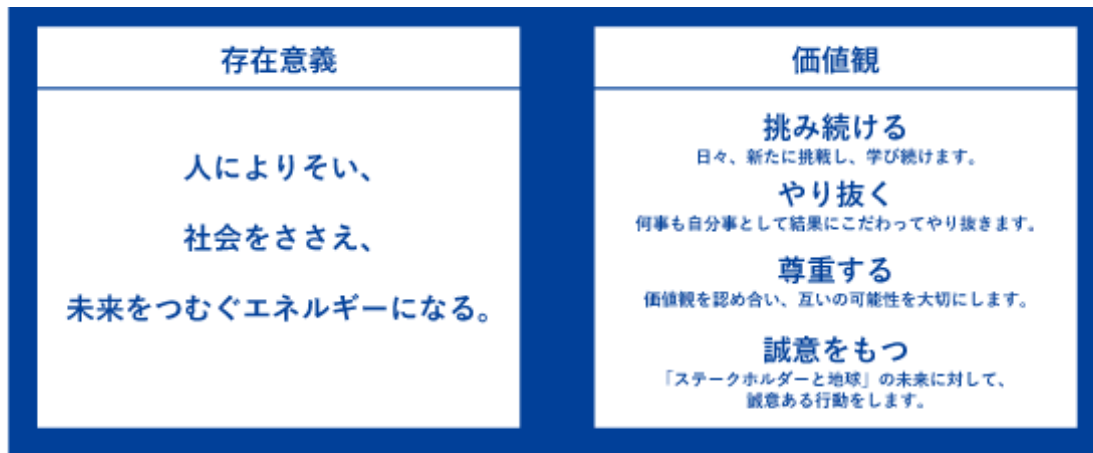 存在意義
人によりそい、
社会をささえ、
未来をつむぐエネルギーになる。
価値観
挑み続ける
日々、新たに挑戦し、学び続けます。
やり抜く
何事も自分事として結果にこだわってやり抜きます。
尊重する
価値観を認め合い、互いの可能性を大切にします。
誠意をもつ
「ステークホルダーと地球」の未来に対して、
誠意ある行動をします。